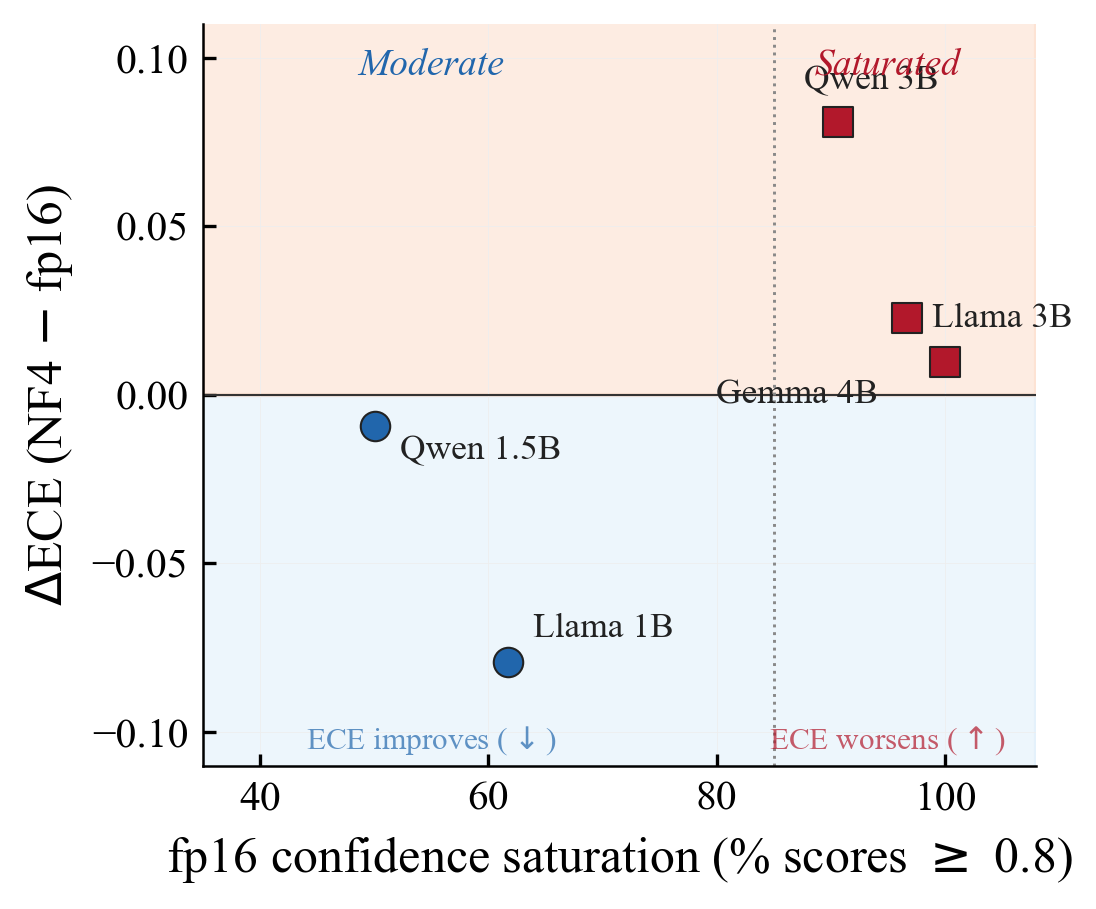 0.10
0.05
0.00
−0.05
−0.10
ΔECE (NF4 − fp16)
Moderate
Saturated
Qwen 3B
Llama 3B
Gemma 4B
Qwen 1.5B
Llama 1B
ECE improves ( ↓ )
ECE worsens ( ↑ )
40
60
80
100
fp16 confidence saturation (% scores ≥ 0.8)